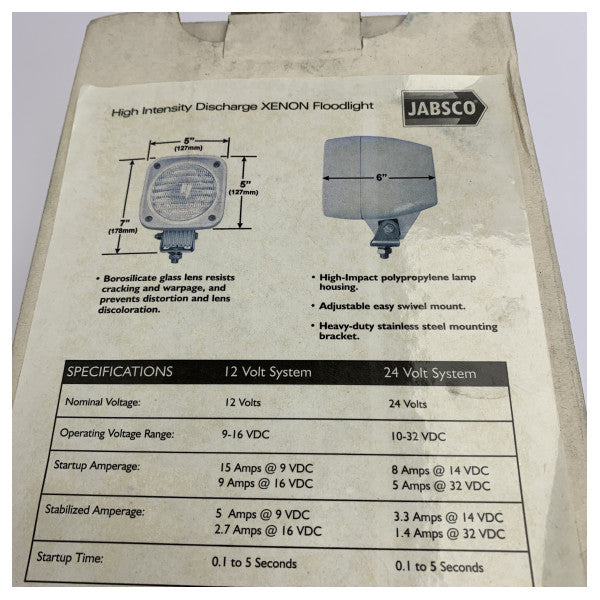 High Intensity Discharge XENON Floodlight
JABSCO
5"
(127mm)
5"
(127mm)
7"
(178mm)
6"
• Borosilicate glass lens resists
cracking and warpage, and
prevents distortion and lens
discoloration.
• High-Impact polypropylene lamp
housing.
• Adjustable easy swivel mount.
• Heavy-duty stainless steel mounting
bracket.
SPECIFICATIONS 12 Volt System 24 Volt System
Nominal Voltage: 12 Volts 24 Volts
Operating Voltage Range: 9-16 VDC 10-32 VDC
Startup Amperage: 15 Amps @ 9 VDC 8 Amps @ 14 VDC
9 Amps @ 16 VDC 5 Amps @ 32 VDC
Stabilized Amperage: 5 Amps @ 9 VDC 3.3 Amps @ 14 VDC
2.7 Amps @ 16 VDC 1.4 Amps @ 32 VDC
Startup Time: 0.1 to 5 Seconds 0.1 to 5 Seconds